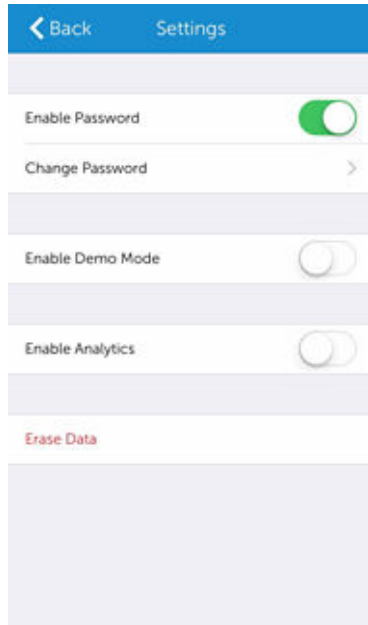 Back Settings
Enable Password
Change Password
Enable Demo Mode
Enable Analytics
Erase Data